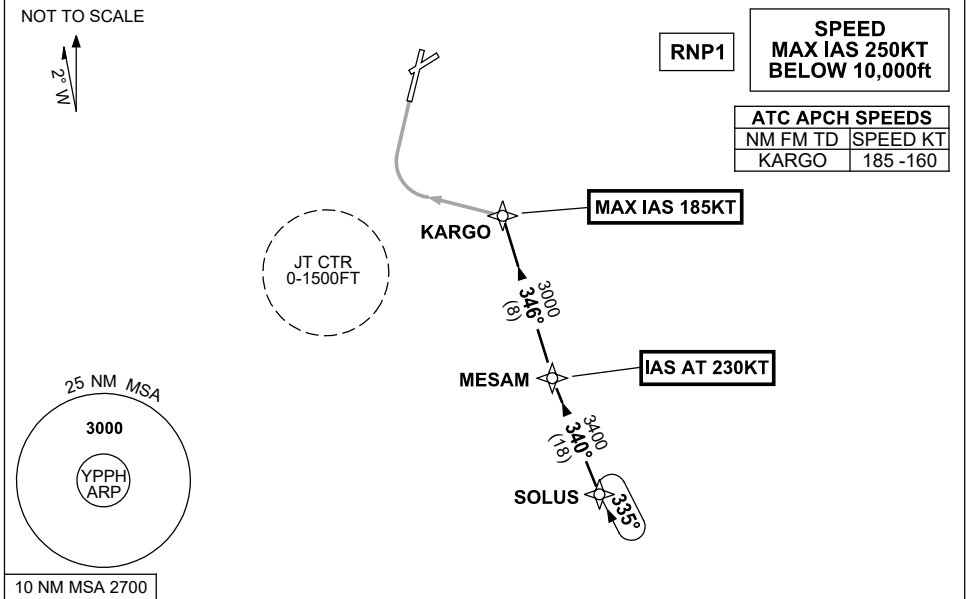 NOT TO SCALE
2° W
RNP1
SPEED
MAX IAS 250KT
BELOW 10,000ft
ATC APCH SPEEDS
NM FM TD SPEED KT
KARGO 185 -160
MAX IAS 185KT
KARGO
JT CTR
0-1500FT
3000
346°
(8)
MESAM
IAS AT 230KT
3400
340°
(18)
SOLUS
335°
25 NM MSA
3000
YPPH
ARP
10 NM MSA 2700